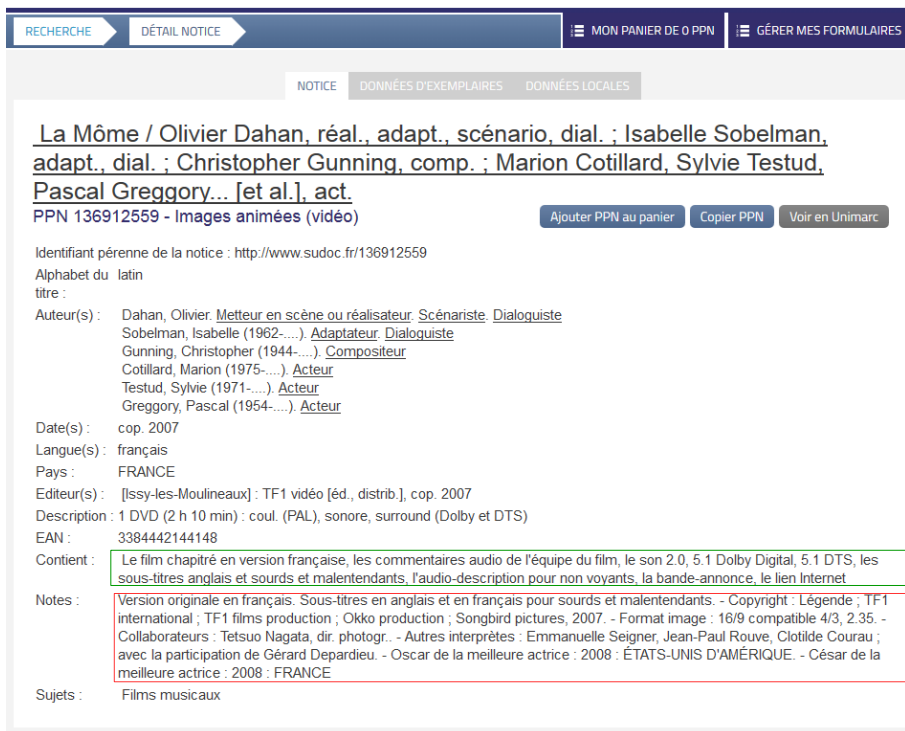 RECHERCHE DÉTAIL NOTICE MON PANIER DE 0 PPN GÉRER MES FORMULAIRES
NOTICE DONNÉES D'EXEMPLAIRES DONNÉES LOCALES
La Môme / Olivier Dahan, réal., adapt., scénario, dial. ; Isabelle Sobelman,
adapt., dial. ; Christopher Gunning, comp. ; Marion Cotillard, Sylvie Testud,
Pascal Greggory... [et al.], act.
PPN 136912559 - Images animées (vidéo) Ajouter PPN au panier Copier PPN Voir en Unimarc
Identifiant pérenne de la notice : http://www.sudoc.fr/136912559
Alphabet du latin
titre :
Auteur(s) : Dahan, Olivier. Metteur en scène ou réalisateur. Scénariste. Dialoguiste
Sobelman, Isabelle (1962-....). Adaptateur. Dialoguiste
Gunning, Christopher (1944-....). Compositeur
Cotillard, Marion (1975-....). Acteur
Testud, Sylvie (1971-....). Acteur
Greggory, Pascal (1954-....). Acteur
Date(s) : cop. 2007
Langue(s) : français
Pays : FRANCE
Editeur(s) : [Issy-les-Moulineaux] : TF1 vidéo [éd., distrib.], cop. 2007
Description : 1 DVD (2 h 10 min) : coul. (PAL), sonore, surround (Dolby et DTS)
EAN : 3384442144148
Contient : Le film chapitré en version française, les commentaires audio de l'équipe du film, le son 2.0, 5.1 Dolby Digital, 5.1 DTS, les
sous-titres anglais et sourds et malentendants, l'audio-description pour non voyants, la bande-annonce, le lien Internet
Notes : Version originale en français. Sous-titres en anglais et en français pour sourds et malentendants. - Copyright : Légende ; TF1
international ; TF1 films production ; Okko production ; Songbird pictures, 2007. - Format image : 16/9 compatible 4/3, 2.35. -
Collaborateurs : Tetsuo Nagata, dir. photogr.. - Autres interprètes : Emmanuelle Seigner, Jean-Paul Rouve, Clotilde Courau ;
avec la participation de Gérard Depardieu. - Oscar de la meilleure actrice : 2008 : ÉTATS-UNIS D'AMÉRIQUE. - César de la
meilleure actrice : 2008 : FRANCE
Sujets : Films musicaux